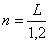 n = L
1,2